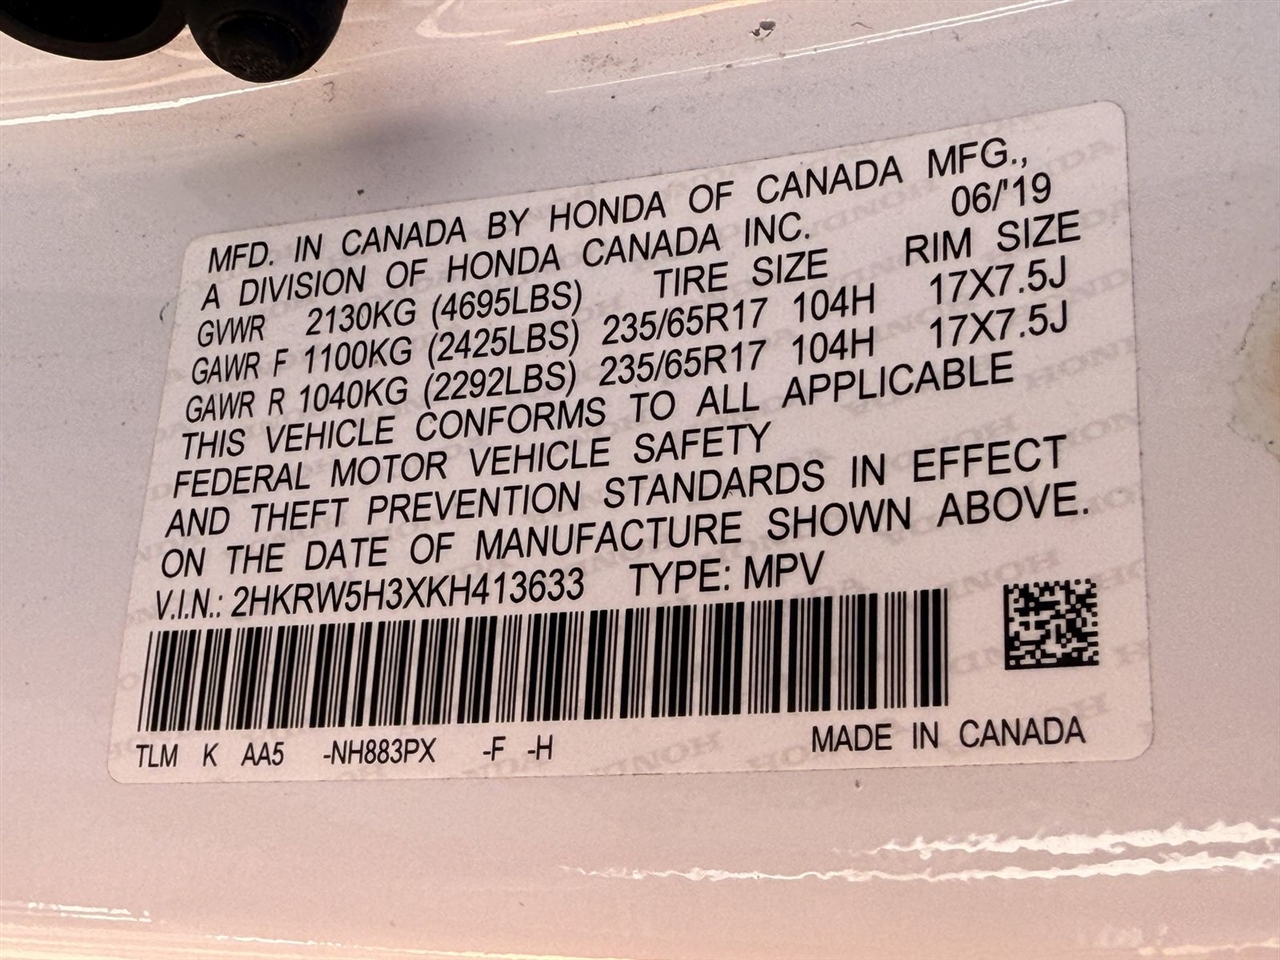 MFD. IN CANADA BY HONDA OF CANADA MFG.,
A DIVISION OF HONDA CANADA INC. 06/'19
GVWR 2130KG (4695LBS) TIRE SIZE RIM SIZE
GAWR F 1100KG (2425LBS) 235/65R17 104H 17X7.5J
GAWR R 1040KG (2292LBS) 235/65R17 104H 17X7.5J
THIS VEHICLE CONFORMS TO ALL APPLICABLE
FEDERAL MOTOR VEHICLE SAFETY
AND THEFT PREVENTION STANDARDS IN EFFECT
ON THE DATE OF MANUFACTURE SHOWN ABOVE.
V.I.N.: 2HKRW5H3XKH413633 TYPE: MPV
TLM K AA5 -NH883PX -F -H MADE IN CANADA